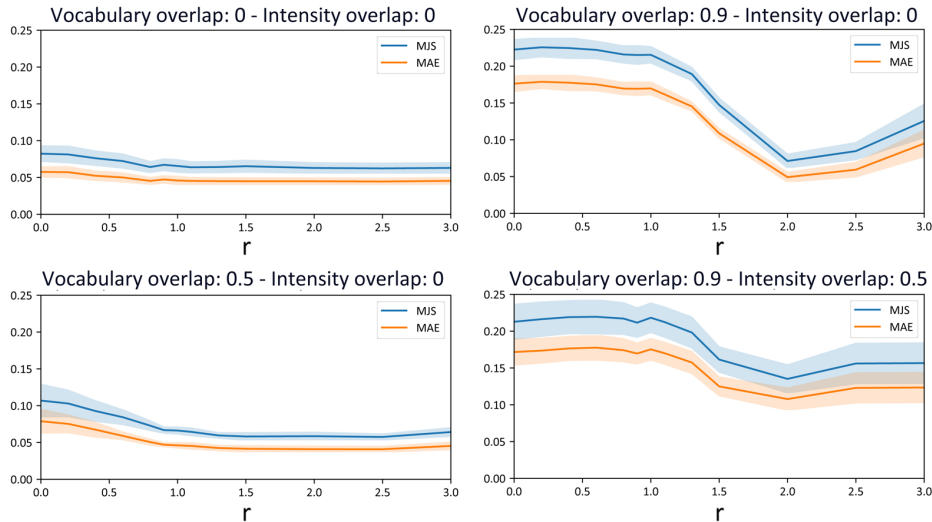 Vocabulary overlap: 0 - Intensity overlap: 0
0.25
0.20
0.15
0.10
0.05
0.00
MJS
MAE
0.0 0.5 1.0 1.5 2.0 2.5 3.0
r
Vocabulary overlap: 0.9 - Intensity overlap: 0
0.25
0.20
0.15
0.10
0.05
0.00
MJS
MAE
0.0 0.5 1.0 1.5 2.0 2.5 3.0
r
Vocabulary overlap: 0.5 - Intensity overlap: 0
0.25
0.20
0.15
0.10
0.05
0.00
MJS
MAE
0.0 0.5 1.0 1.5 2.0 2.5 3.0
r
Vocabulary overlap: 0.9 - Intensity overlap: 0.5
0.25
0.20
0.15
0.10
0.05
0.00
MJS
MAE
0.0 0.5 1.0 1.5 2.0 2.5 3.0
r